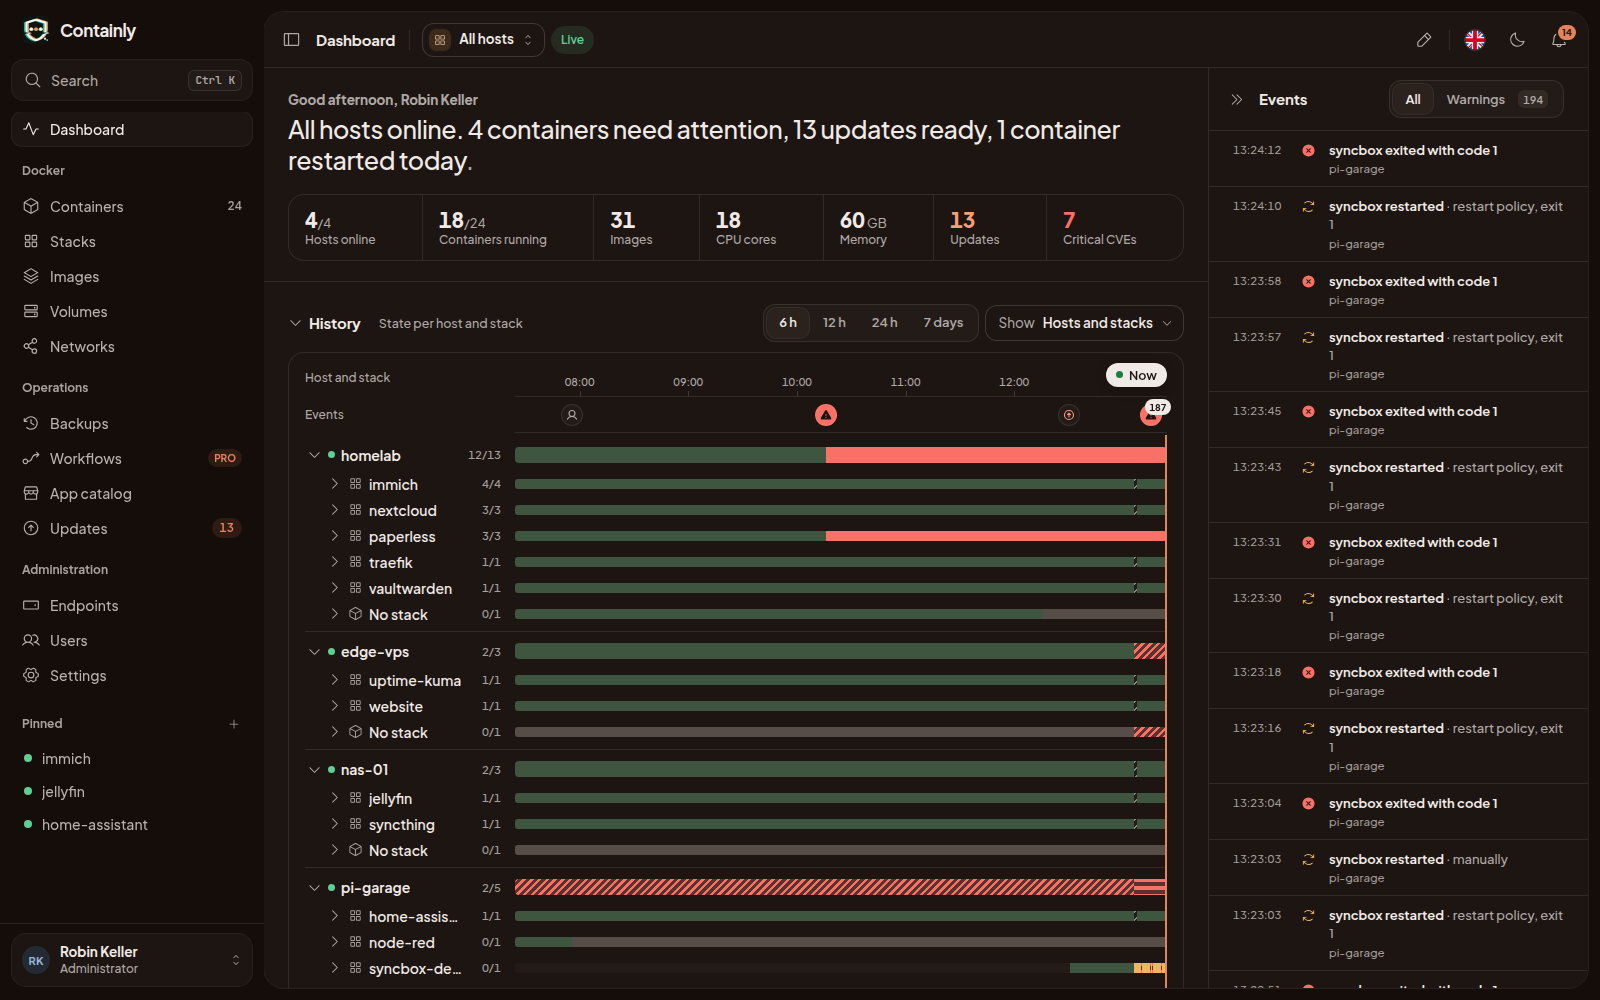 Containly
Search
Ctrl K
Dashboard
Docker
Containers 24
Stacks
Images
Volumes
Networks
Operations
Backups
Workflows PRO
App catalog
Updates 13
Administration
Endpoints
Users
Settings
Pinned
immich
jellyfin
home-assistant
RK
Robin Keller
Administrator
Dashboard
All hosts
Live
14
Good afternoon, Robin Keller
All hosts online. 4 containers need attention, 13 updates ready, 1 container
restarted today.
4/4
Hosts online
18/24
Containers running
31
Images
18
CPU cores
60 GB
Memory
13
Updates
7
Critical CVEs
History
State per host and stack
6 h
12 h
24 h
7 days
Show Hosts and stacks
Host and stack
08:00
09:00
10:00
11:00
12:00
Now
Events
187
homelab 12/13
immich 4/4
nextcloud 3/3
paperless 3/3
traefik 1/1
vaultwarden 1/1
No stack 0/1
edge-vps 2/3
uptime-kuma 1/1
website 1/1
No stack 0/1
nas-01 2/3
jellyfin 1/1
syncthing 1/1
No stack 0/1
pi-garage 2/5
home-assis... 1/1
node-red 0/1
syncbox-de... 0/1
Events
All
Warnings 194
13:24:12 syncbox exited with code 1
pi-garage
13:24:10 syncbox restarted · restart policy, exit
1
pi-garage
13:23:58 syncbox exited with code 1
pi-garage
13:23:57 syncbox restarted · restart policy, exit
1
pi-garage
13:23:45 syncbox exited with code 1
pi-garage
13:23:43 syncbox restarted · restart policy, exit
1
pi-garage
13:23:31 syncbox exited with code 1
pi-garage
13:23:30 syncbox restarted · restart policy, exit
1
pi-garage
13:23:18 syncbox exited with code 1
pi-garage
13:23:16 syncbox restarted · restart policy, exit
1
pi-garage
13:23:04 syncbox exited with code 1
pi-garage
13:23:03 syncbox restarted · manually
pi-garage
13:23:03 syncbox restarted · restart policy, exit
1
pi-garage